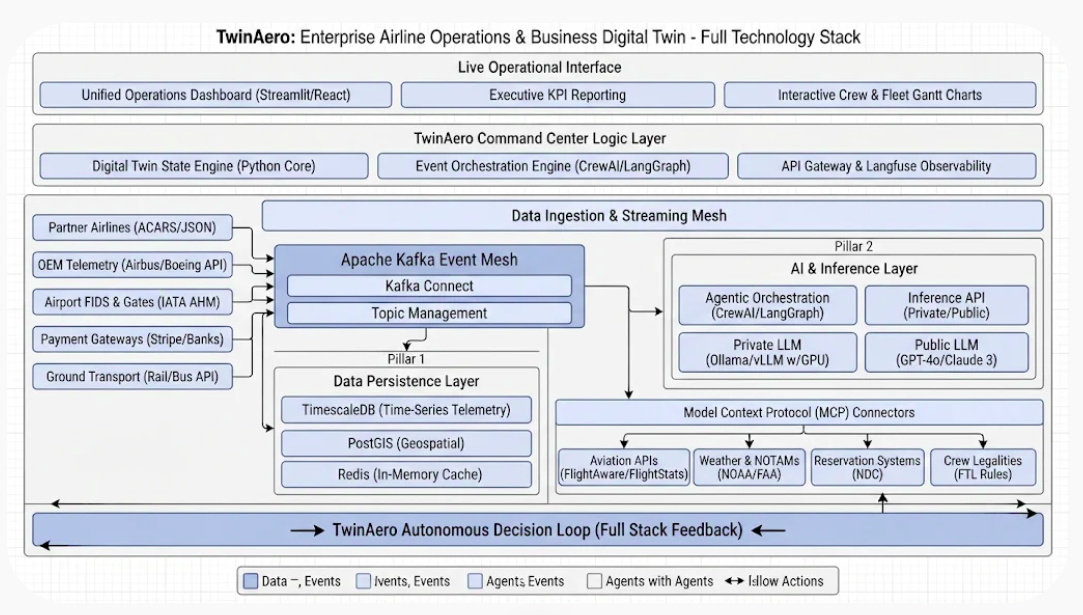 TwinAero: Enterprise Airline Operations & Business Digital Twin - Full Technology Stack
Live Operational Interface
Unified Operations Dashboard (Streamlit/React)
Executive KPI Reporting
Interactive Crew & Fleet Gantt Charts
TwinAero Command Center Logic Layer
Digital Twin State Engine (Python Core)
Event Orchestration Engine (CrewAI/LangGraph)
API Gateway & Langfuse Observability
Data Ingestion & Streaming Mesh
Partner Airlines (ACARS/JSON)
OEM Telemetry (Airbus/Boeing API)
Airport FIDS & Gates (IATA AHM)
Payment Gateways (Stripe/Banks)
Ground Transport (Rail/Bus API)
Apache Kafka Event Mesh
Kafka Connect
Topic Management
Pillar 1
Data Persistence Layer
TimescaleDB (Time-Series Telemetry)
PostGIS (Geospatial)
Redis (In-Memory Cache)
Pillar 2
AI & Inference Layer
Agentic Orchestration
(CrewAI/LangGraph)
Inference API
(Private/Public)
Private LLM
(Ollama/vLLM w/GPU)
Public LLM
(GPT-4o/Claude 3)
Model Context Protocol (MCP) Connectors
Aviation APIs
(FlightAware/FlightStats)
Weather & NOTAMs
(NOAA/FAA)
Reservation Systems
(NDC)
Crew Legalities
(FTL Rules)
TwinAero Autonomous Decision Loop (Full Stack Feedback)
Data –, Events
Events
Agents, Events
Agents with Agents
Actions